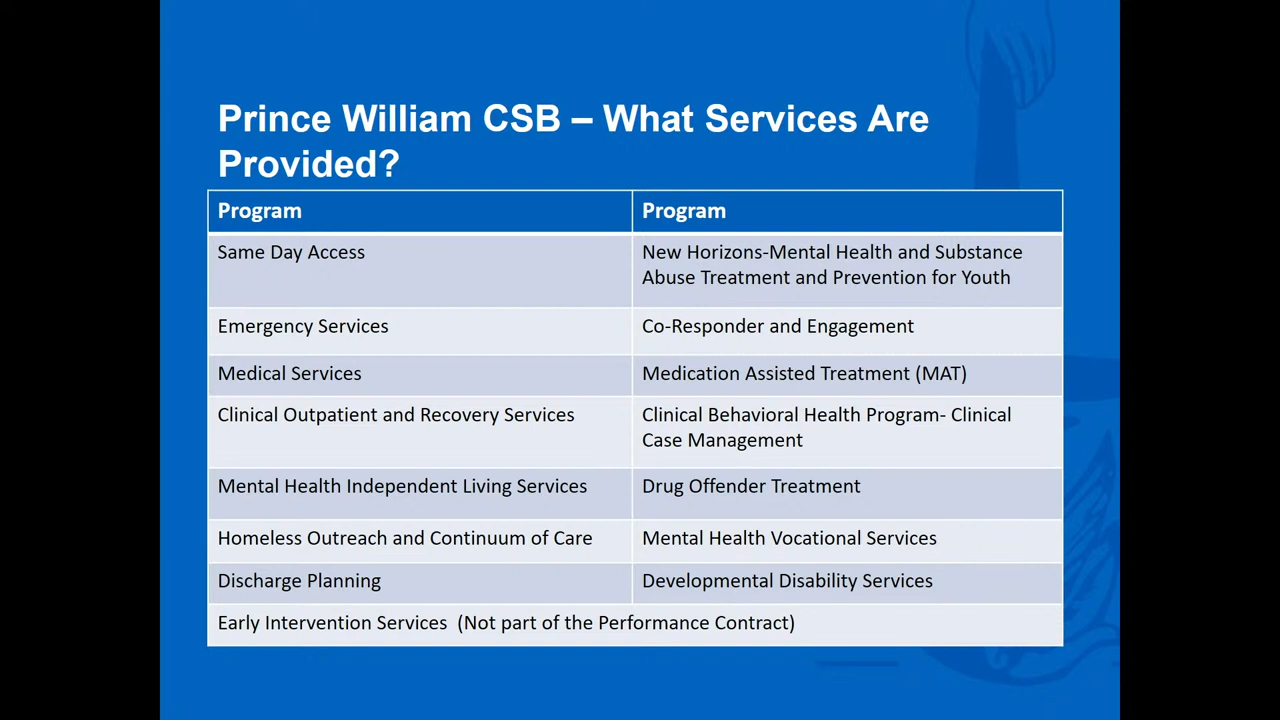 Prince William CSB – What Services Are
Provided?
Program
Program
Same Day Access
New Horizons-Mental Health and Substance
Abuse Treatment and Prevention for Youth
Emergency Services
Co-Responder and Engagement
Medical Services
Medication Assisted Treatment (MAT)
Clinical Outpatient and Recovery Services
Clinical Behavioral Health Program- Clinical
Case Management
Mental Health Independent Living Services
Drug Offender Treatment
Homeless Outreach and Continuum of Care
Mental Health Vocational Services
Discharge Planning
Developmental Disability Services
Early Intervention Services  (Not part of the Performance Contract)